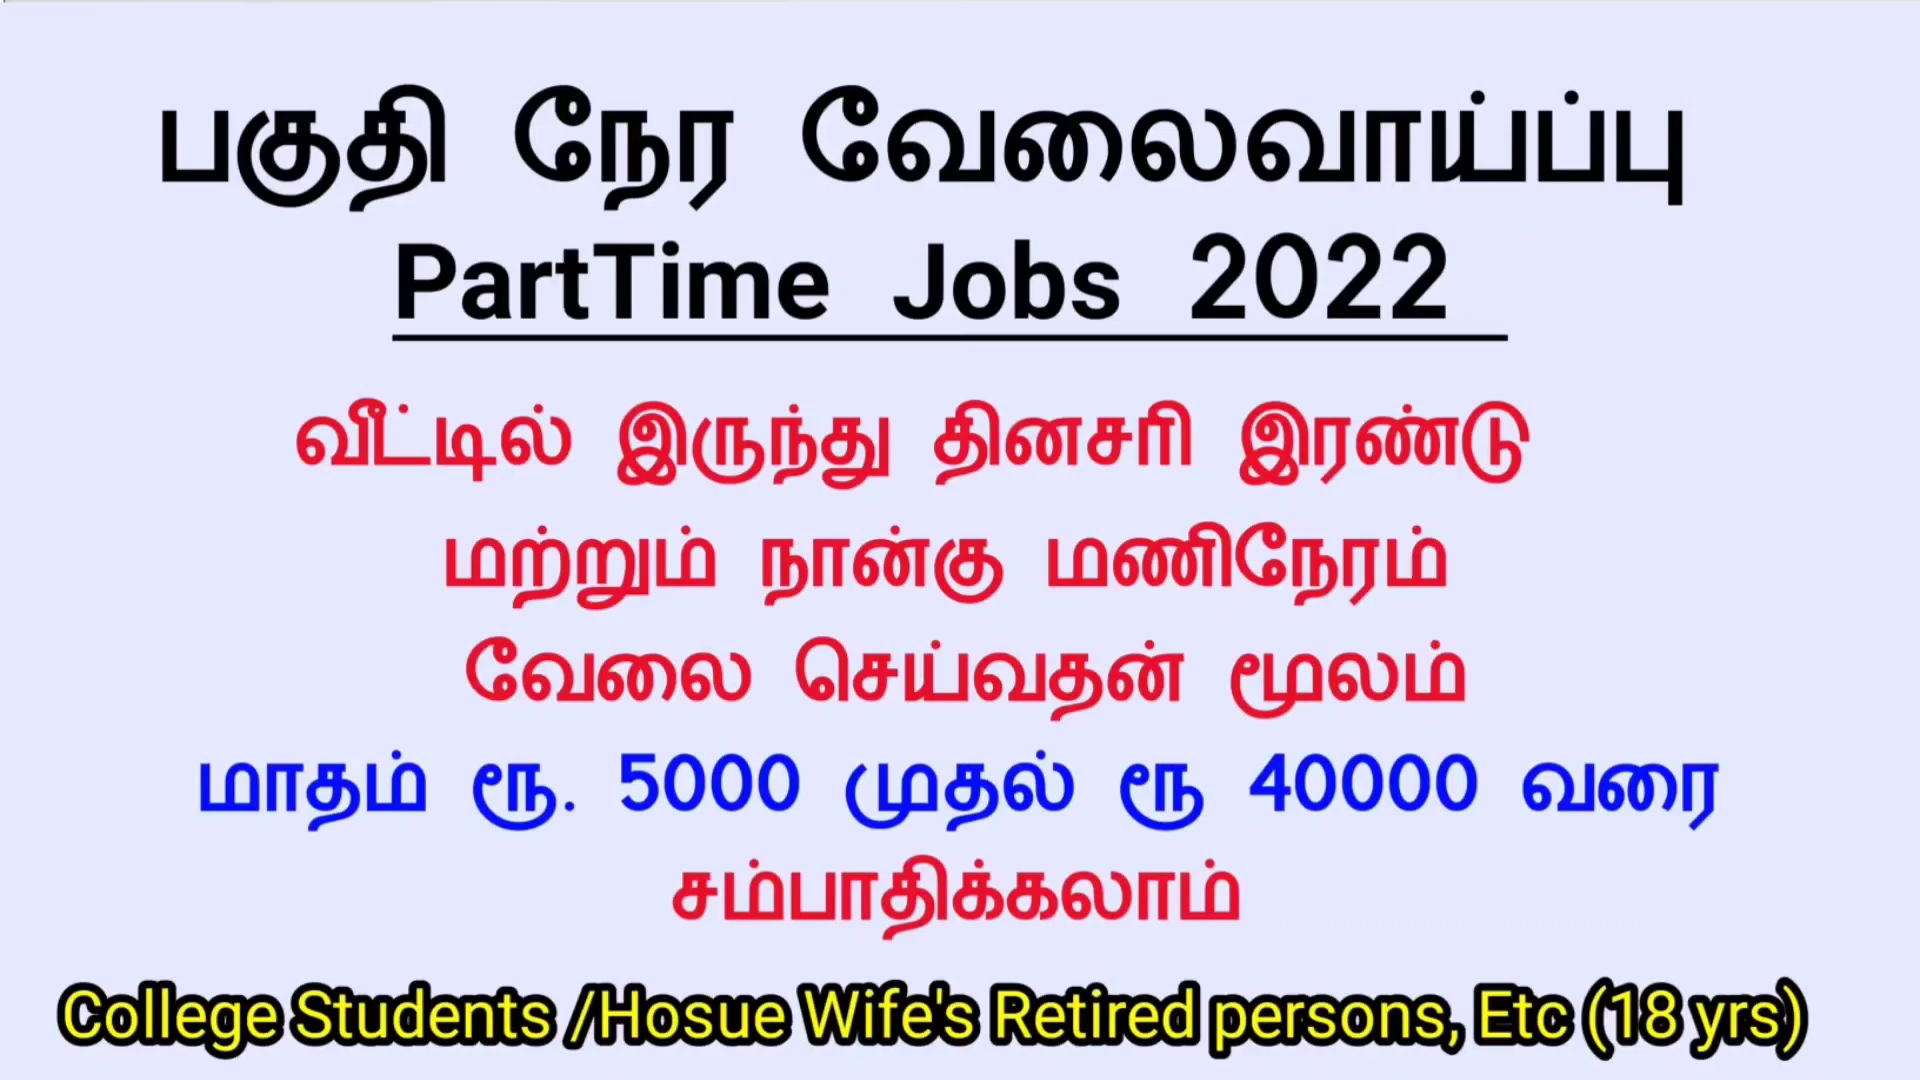 பகுதி நேர வேலைவாய்ப்பு
PartTime Jobs 2022
வீட்டில் இருந்து தினசரி இரண்டு
மற்றும் நான்கு மணிநேரம்
வேலை செய்வதன் மூலம்
மாதம் ரூ. 5000 முதல் ரூ 40000 வரை
சம்பாதிக்கலாம்
College Students /Hosue Wife's Retired persons, Etc (18 yrs)